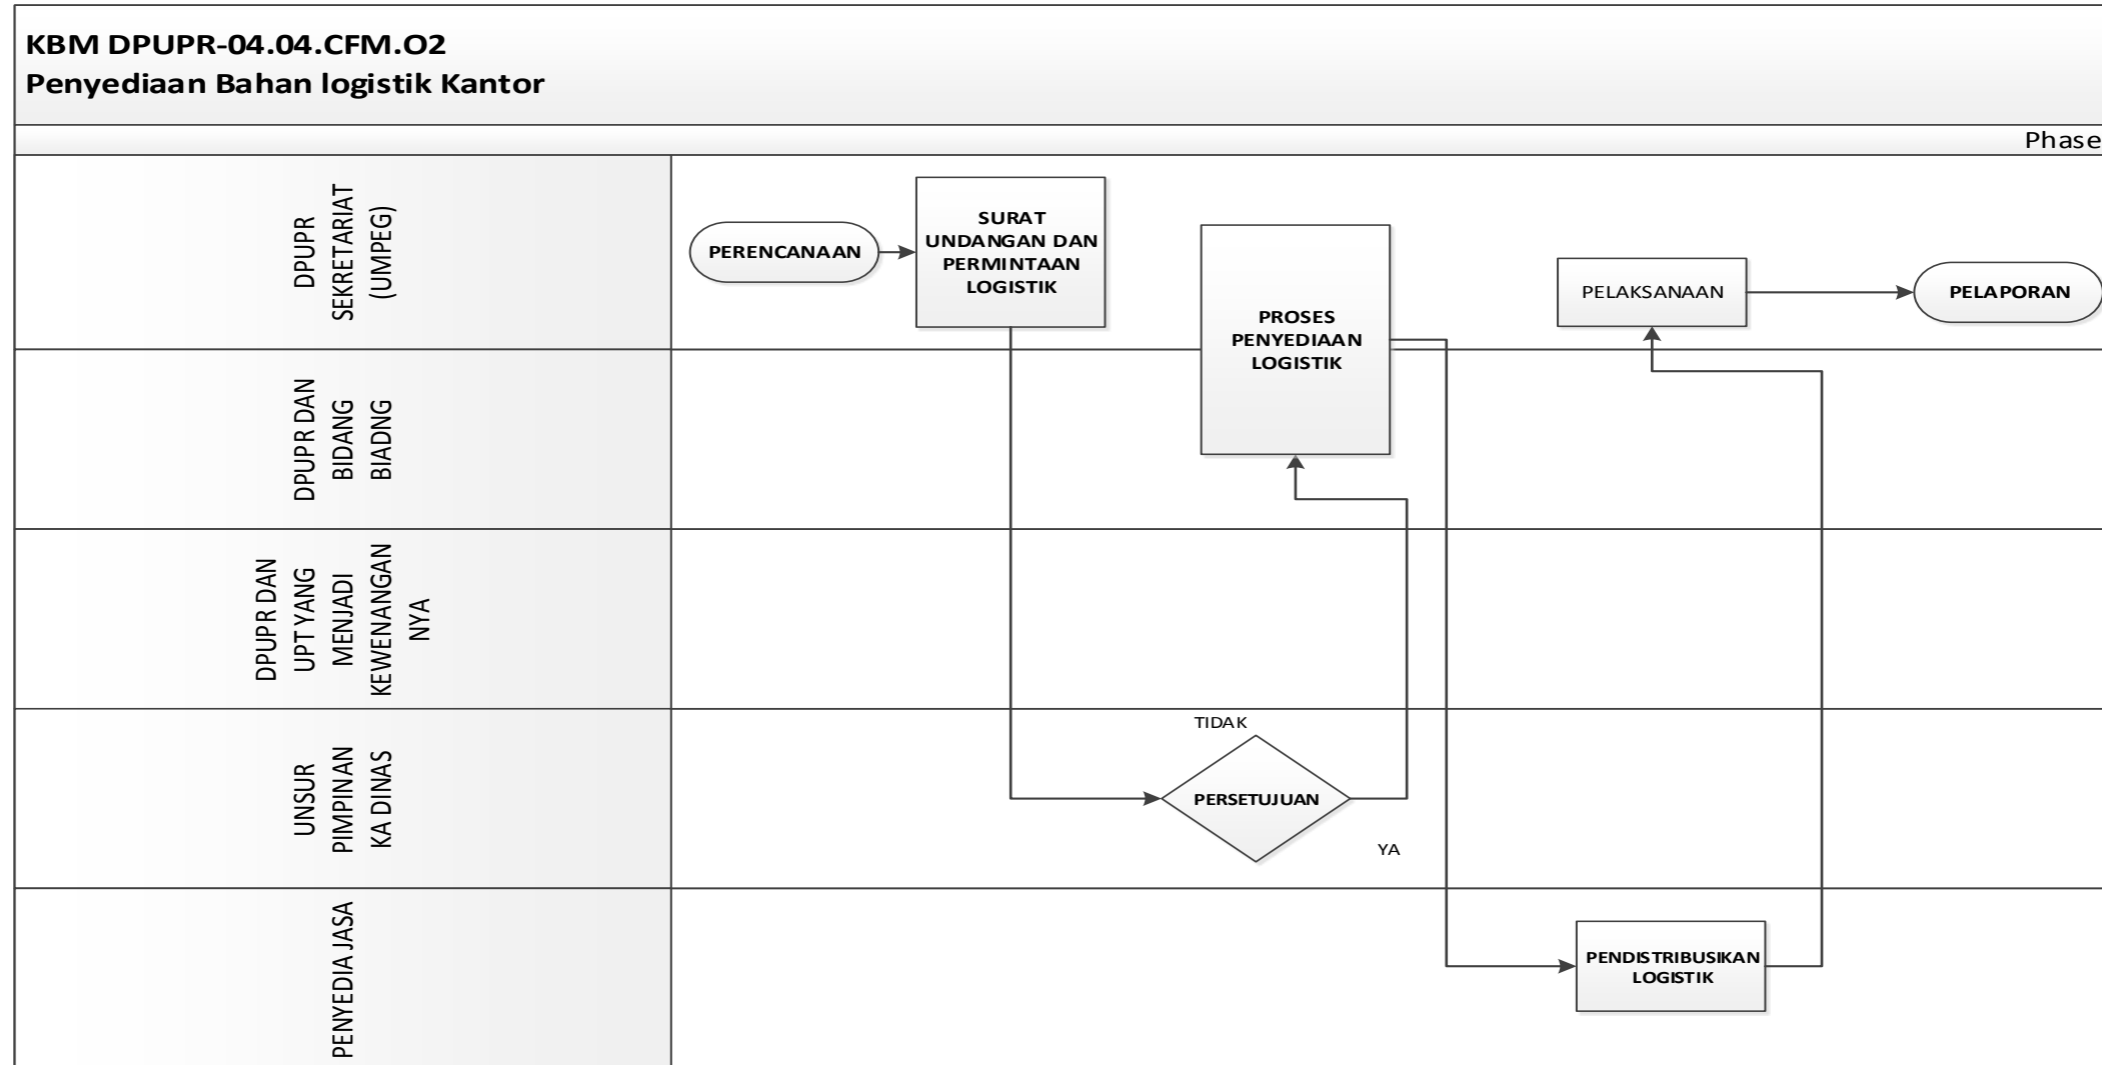 KBM DPUPR-04.04.CFM.O2
Penyediaan Bahan logistik Kantor
Phase
DPUPR
SEKRETARIAT
(UMPEG)
PERENCANAAN
SURAT
UNDANGAN DAN
PERMINTAAN
LOGISTIK
PROSES
PENYEDIAAN
LOGISTIK
PELAKSANAAN
PELAPORAN
DPUPR DAN
BIDANG
BIADNG
DPUPR DAN
UPT YANG
MENJADI
KEWENANGAN
NYA
UNSUR
PIMPINAN
KA DINAS
TIDAK
PERSETUJUAN
YA
PENYEDIA JASA
PENDISTRIBUSIKAN
LOGISTIK